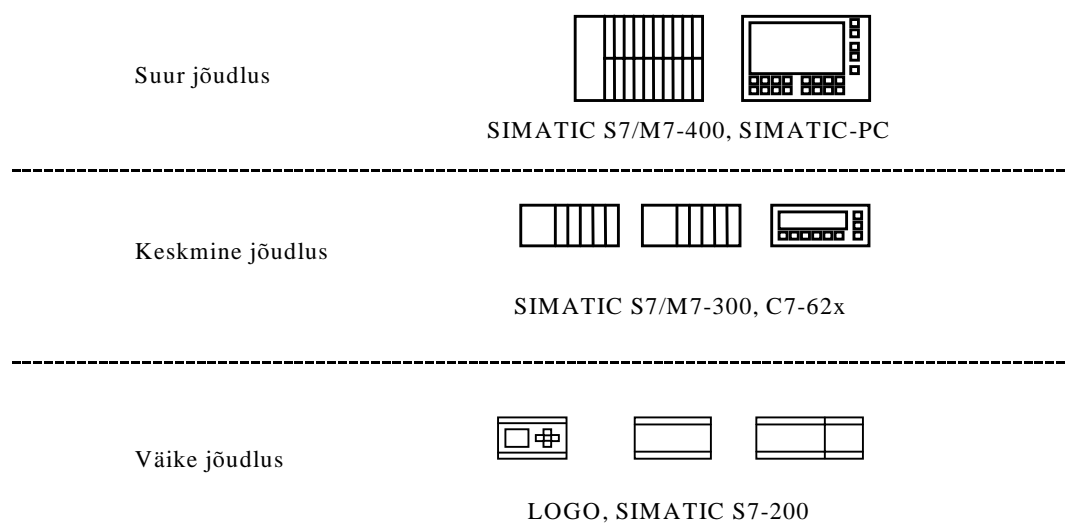 Suur jõudlus
SIMATIC S7/M7-400, SIMATIC-PC
Keskmine jõudlus
SIMATIC S7/M7-300, C7-62x
Väike jõudlus
LOGO, SIMATIC S7-200